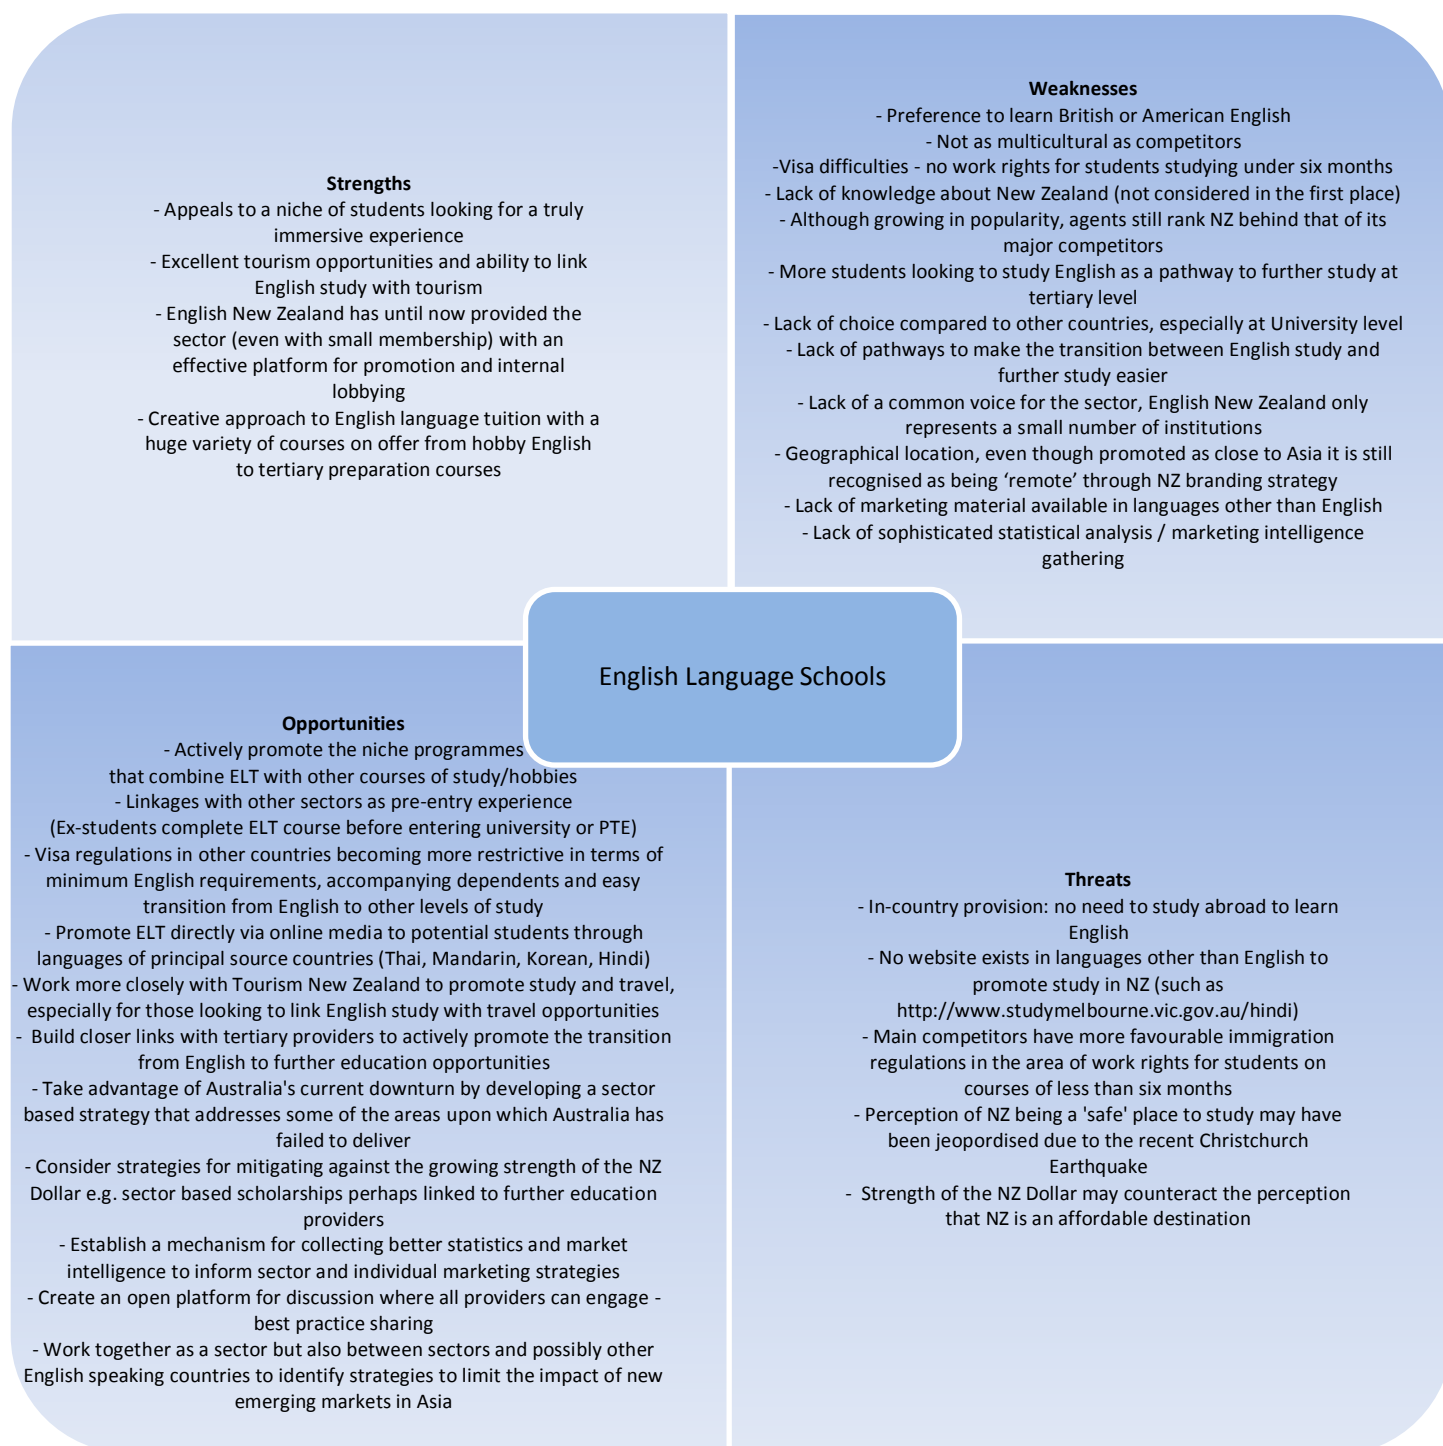 Strengths
- Appeals to a niche of students looking for a truly
immersive experience
- Excellent tourism opportunities and ability to link
English study with tourism
- English New Zealand has until now provided the
sector (even with small membership) with an
effective platform for promotion and internal
lobbying
- Creative approach to English language tuition with a
huge variety of courses on offer from hobby English
to tertiary preparation courses
Weaknesses
- Preference to learn British or American English
- Not as multicultural as competitors
-Visa difficulties - no work rights for students studying under six months
- Lack of knowledge about New Zealand (not considered in the first place)
- Although growing in popularity, agents still rank NZ behind that of its
major competitors
- More students looking to study English as a pathway to further study at
tertiary level
- Lack of choice compared to other countries, especially at University level
- Lack of pathways to make the transition between English study and
further study easier
- Lack of a common voice for the sector, English New Zealand only
represents a small number of institutions
- Geographical location, even though promoted as close to Asia it is still
recognised as being ‘remote’ through NZ branding strategy
- Lack of marketing material available in languages other than English
- Lack of sophisticated statistical analysis / marketing intelligence
gathering
English Language Schools
Opportunities
- Actively promote the niche programmes
that combine ELT with other courses of study/hobbies
- Linkages with other sectors as pre-entry experience
(Ex-students complete ELT course before entering university or PTE)
- Visa regulations in other countries becoming more restrictive in terms of
minimum English requirements, accompanying dependents and easy
transition from English to other levels of study
- Promote ELT directly via online media to potential students through
languages of principal source countries (Thai, Mandarin, Korean, Hindi)
- Work more closely with Tourism New Zealand to promote study and travel,
especially for those looking to link English study with travel opportunities
- Build closer links with tertiary providers to actively promote the transition
from English to further education opportunities
- Take advantage of Australia's current downturn by developing a sector
based strategy that addresses some of the areas upon which Australia has
failed to deliver
- Consider strategies for mitigating against the growing strength of the NZ
Dollar e.g. sector based scholarships perhaps linked to further education
providers
- Establish a mechanism for collecting better statistics and market
intelligence to inform sector and individual marketing strategies
- Create an open platform for discussion where all providers can engage -
best practice sharing
- Work together as a sector but also between sectors and possibly other
English speaking countries to identify strategies to limit the impact of new
emerging markets in Asia
Threats
- In-country provision: no need to study abroad to learn
English
- No website exists in languages other than English to
promote study in NZ (such as
http://www.studymelbourne.vic.gov.au/hindi)
- Main competitors have more favourable immigration
regulations in the area of work rights for students on
courses of less than six months
- Perception of NZ being a 'safe' place to study may have
been jeopordised due to the recent Christchurch
Earthquake
- Strength of the NZ Dollar may counteract the perception
that NZ is an affordable destination